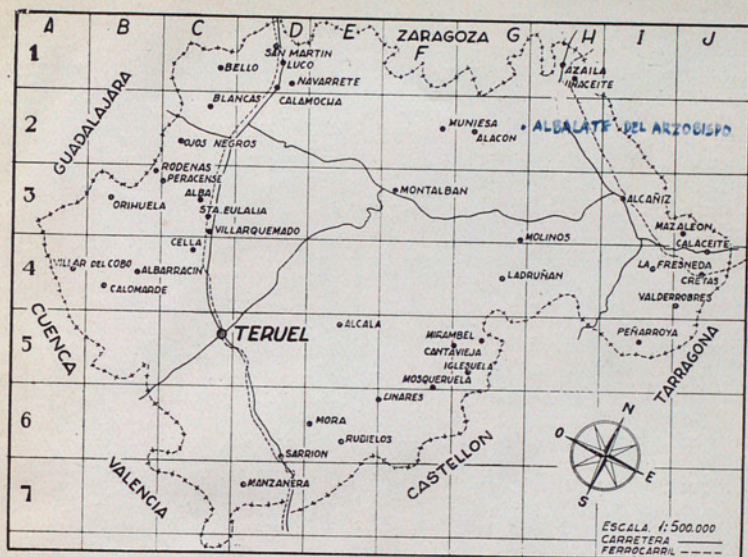 A B C D E F G H I J
1
2
3
4
5
6
7
ZARAGOZA
GUADALAJARA
CUENCA
VALENCIA
CASTELLON
TARRAGONA
SAN MARTIN
LUCO
BELLO
NAVARRETE
BLANCAS
CALAMOCHA
AZAILA
MUNIESA
ALACON
ALBALATE DEL ARZOBISPO
OJOS NEGROS
RODENAS
PERACENSE
ALBA
ORIHUELA
STA. EULALIA
VILLARQUEMADO
MONTALBAN
ALCAÑIZ
MAZALEON
CALACEITE
CELLA
MOLINOS
VILLAR DEL COBO
ALBARRACIN
CALOMARDE
LADRUÑAN
LA FRESNEDA
CRETAS
VALDERROBRES
TERUEL
ALCALA
MIRAMBEL
CANTAVIEJA
IGLESUELA
MOSQUERUELA
PEÑARROYA
LINARES
MORA
RUBIELOS
SARRION
MANZANERA
N
O
E
S
ESCALA. 1:500.000
CARRETERA
FERROCARRIL